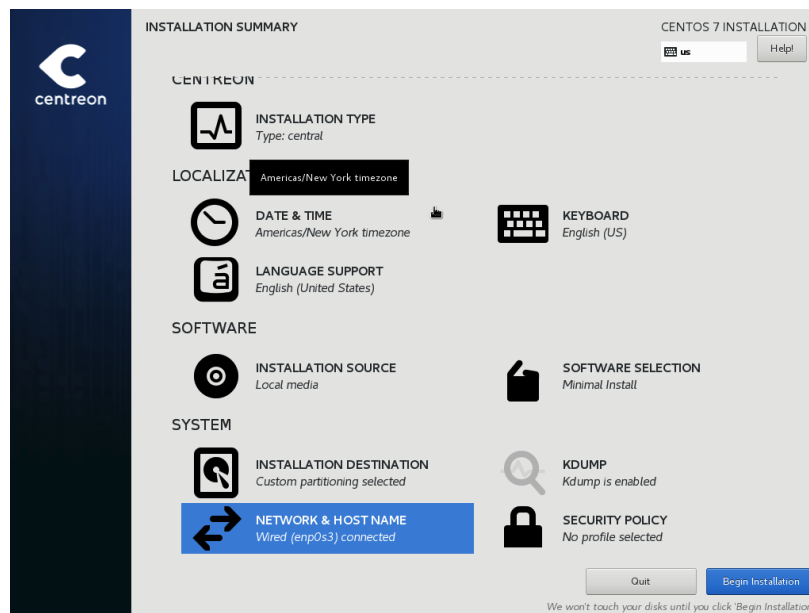 INSTALLATION SUMMARY
CENTOS 7 INSTALLATION
us
Help!
centreon
CENTREON
INSTALLATION TYPE
Type: central
LOCALIZAT
Americas/New York timezone
DATE & TIME
Americas/New York timezone
KEYBOARD
English (US)
á
LANGUAGE SUPPORT
English (United States)
SOFTWARE
INSTALLATION SOURCE
Local media
SOFTWARE SELECTION
Minimal Install
SYSTEM
INSTALLATION DESTINATION
Custom partitioning selected
KDUMP
Kdump is enabled
NETWORK & HOST NAME
Wired (enp0s3) connected
SECURITY POLICY
No profile selected
Quit
Begin Installation
We won't touch your disks until you click 'Begin Installatio